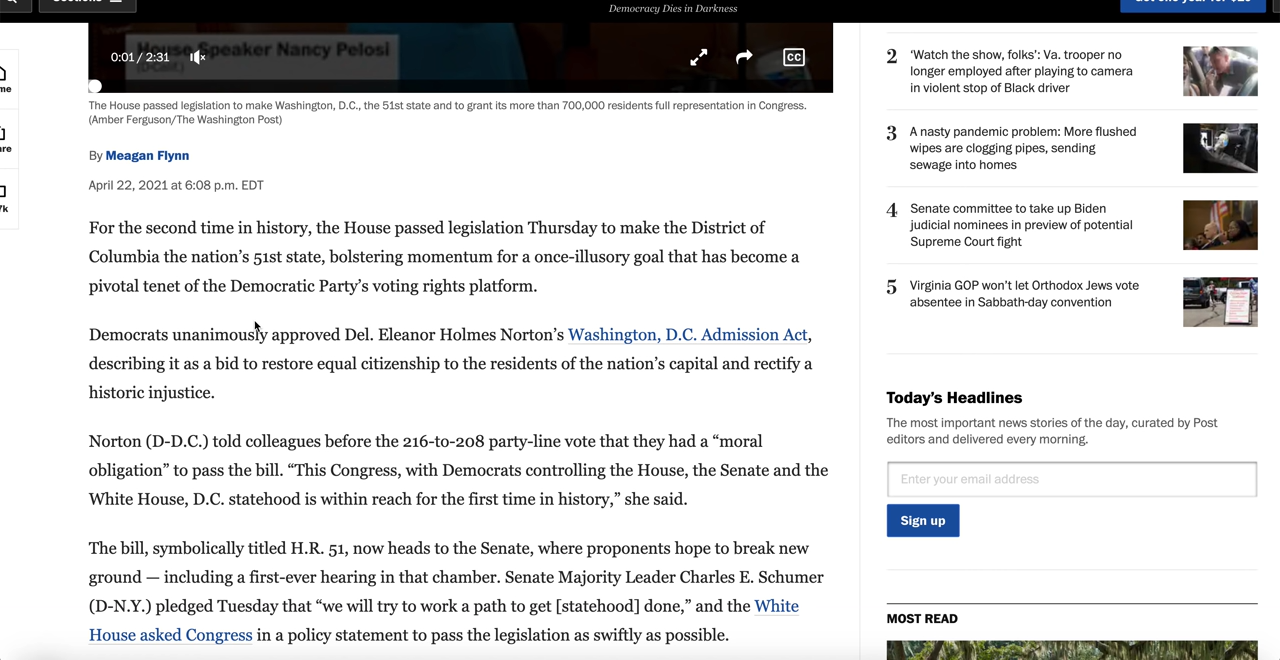 Democracy Dies in Darkness
House Speaker Nancy Pelosi
0:01 / 2:31
CC
The House passed legislation to make Washington, D.C., the 51st state and to grant its more than 700,000 residents full representation in Congress.
(Amber Ferguson/The Washington Post)
By Meagan Flynn
April 22, 2021 at 6:08 p.m. EDT
For the second time in history, the House passed legislation Thursday to make the District of
Columbia the nation’s 51st state, bolstering momentum for a once-illusory goal that has become a
pivotal tenet of the Democratic Party’s voting rights platform.
Democrats unanimously approved Del. Eleanor Holmes Norton’s Washington, D.C. Admission Act,
describing it as a bid to restore equal citizenship to the residents of the nation’s capital and rectify a
historic injustice.
Norton (D-D.C.) told colleagues before the 216-to-208 party-line vote that they had a “moral
obligation” to pass the bill. “This Congress, with Democrats controlling the House, the Senate and the
White House, D.C. statehood is within reach for the first time in history,” she said.
The bill, symbolically titled H.R. 51, now heads to the Senate, where proponents hope to break new
ground — including a first-ever hearing in that chamber. Senate Majority Leader Charles E. Schumer
(D-N.Y.) pledged Tuesday that “we will try to work a path to get [statehood] done,” and the White
House asked Congress in a policy statement to pass the legislation as swiftly as possible.
2
‘Watch the show, folks’: Va. trooper no
longer employed after playing to camera
in violent stop of Black driver
3
A nasty pandemic problem: More flushed
wipes are clogging pipes, sending
sewage into homes
4
Senate committee to take up Biden
judicial nominees in preview of potential
Supreme Court fight
5
Virginia GOP won’t let Orthodox Jews vote
absentee in Sabbath-day convention
Today’s Headlines
The most important news stories of the day, curated by Post
editors and delivered every morning.
Enter your email address
Sign up
MOST READ